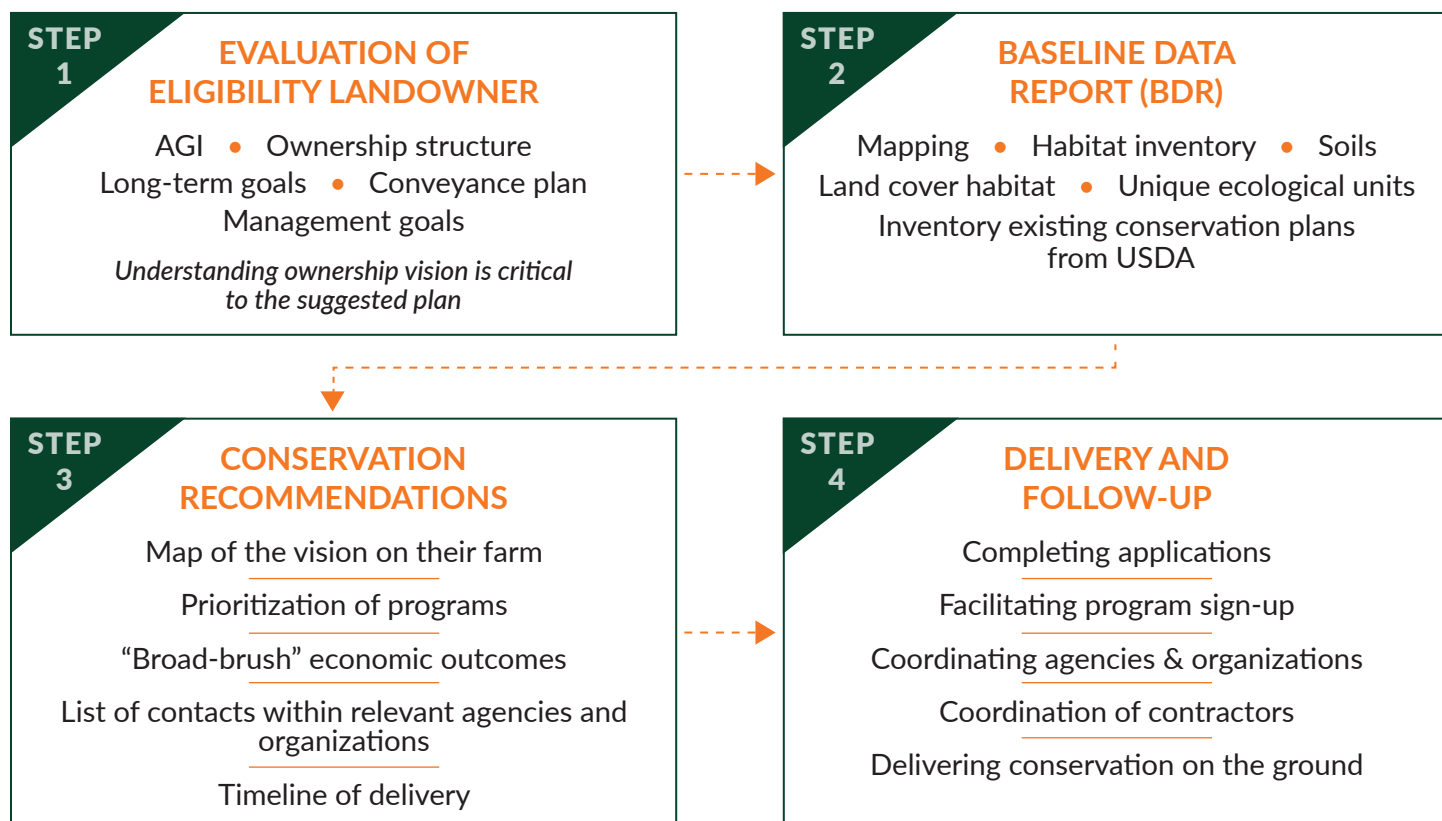 STEP
1
EVALUATION OF
ELIGIBILITY LANDOWNER
AGI • Ownership structure
Long-term goals • Conveyance plan
Management goals
Understanding ownership vision is critical
to the suggested plan
STEP
2
BASELINE DATA
REPORT (BDR)
Mapping • Habitat inventory • Soils
Land cover habitat • Unique ecological units
Inventory existing conservation plans
from USDA
STEP
3
CONSERVATION
RECOMMENDATIONS
Map of the vision on their farm
Prioritization of programs
“Broad-brush” economic outcomes
List of contacts within relevant agencies and
organizations
Timeline of delivery
STEP
4
DELIVERY AND
FOLLOW-UP
Completing applications
Facilitating program sign-up
Coordinating agencies & organizations
Coordination of contractors
Delivering conservation on the ground